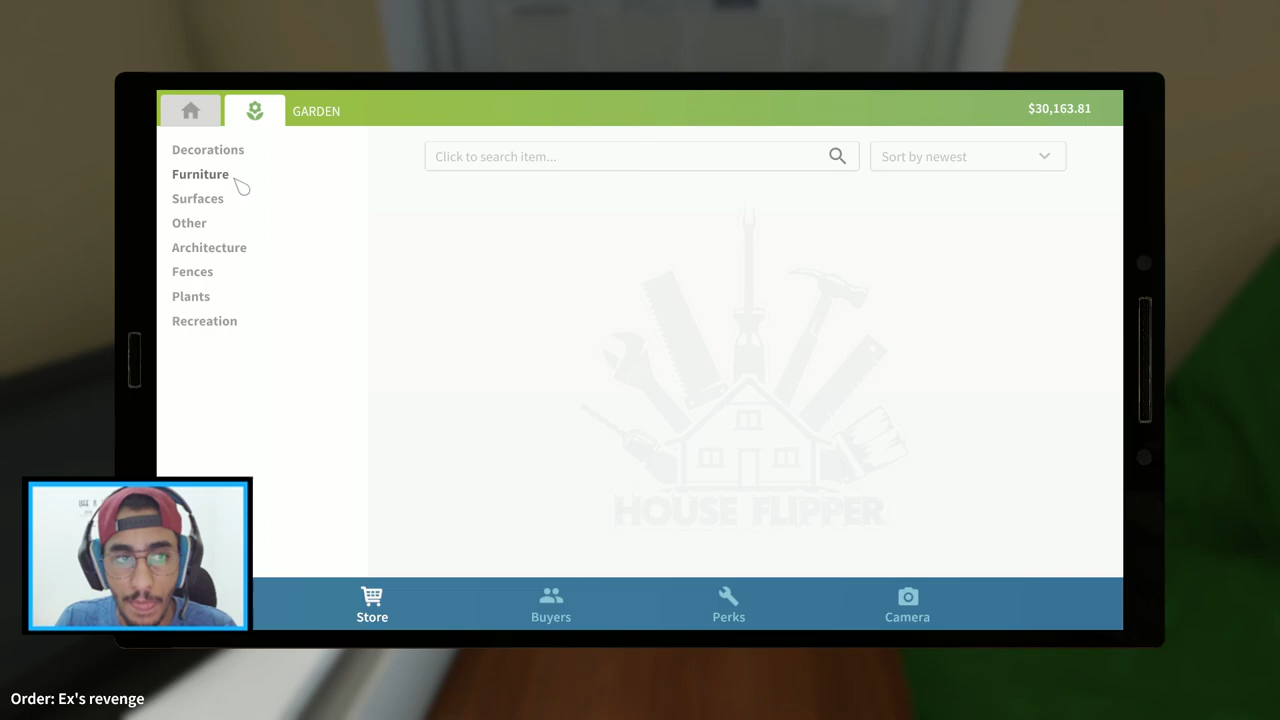 GARDEN
$30,163.81
Decorations
Furniture
Surfaces
Other
Architecture
Fences
Plants
Recreation
Click to search item...
Sort by newest
HOUSE FLIPPER
Store
Buyers
Perks
Camera
Order: Ex's revenge